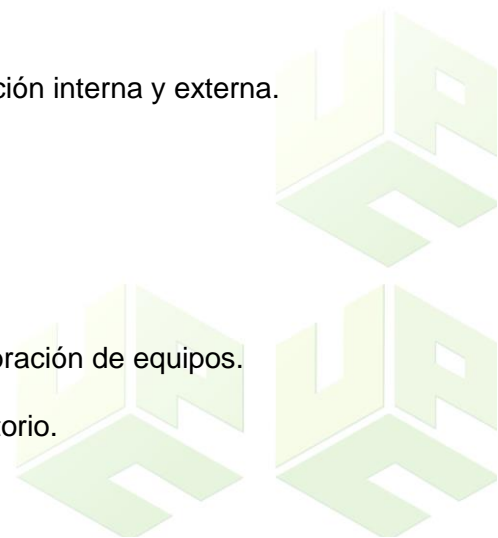 ción interna y externa.
oración de equipos.
torio.